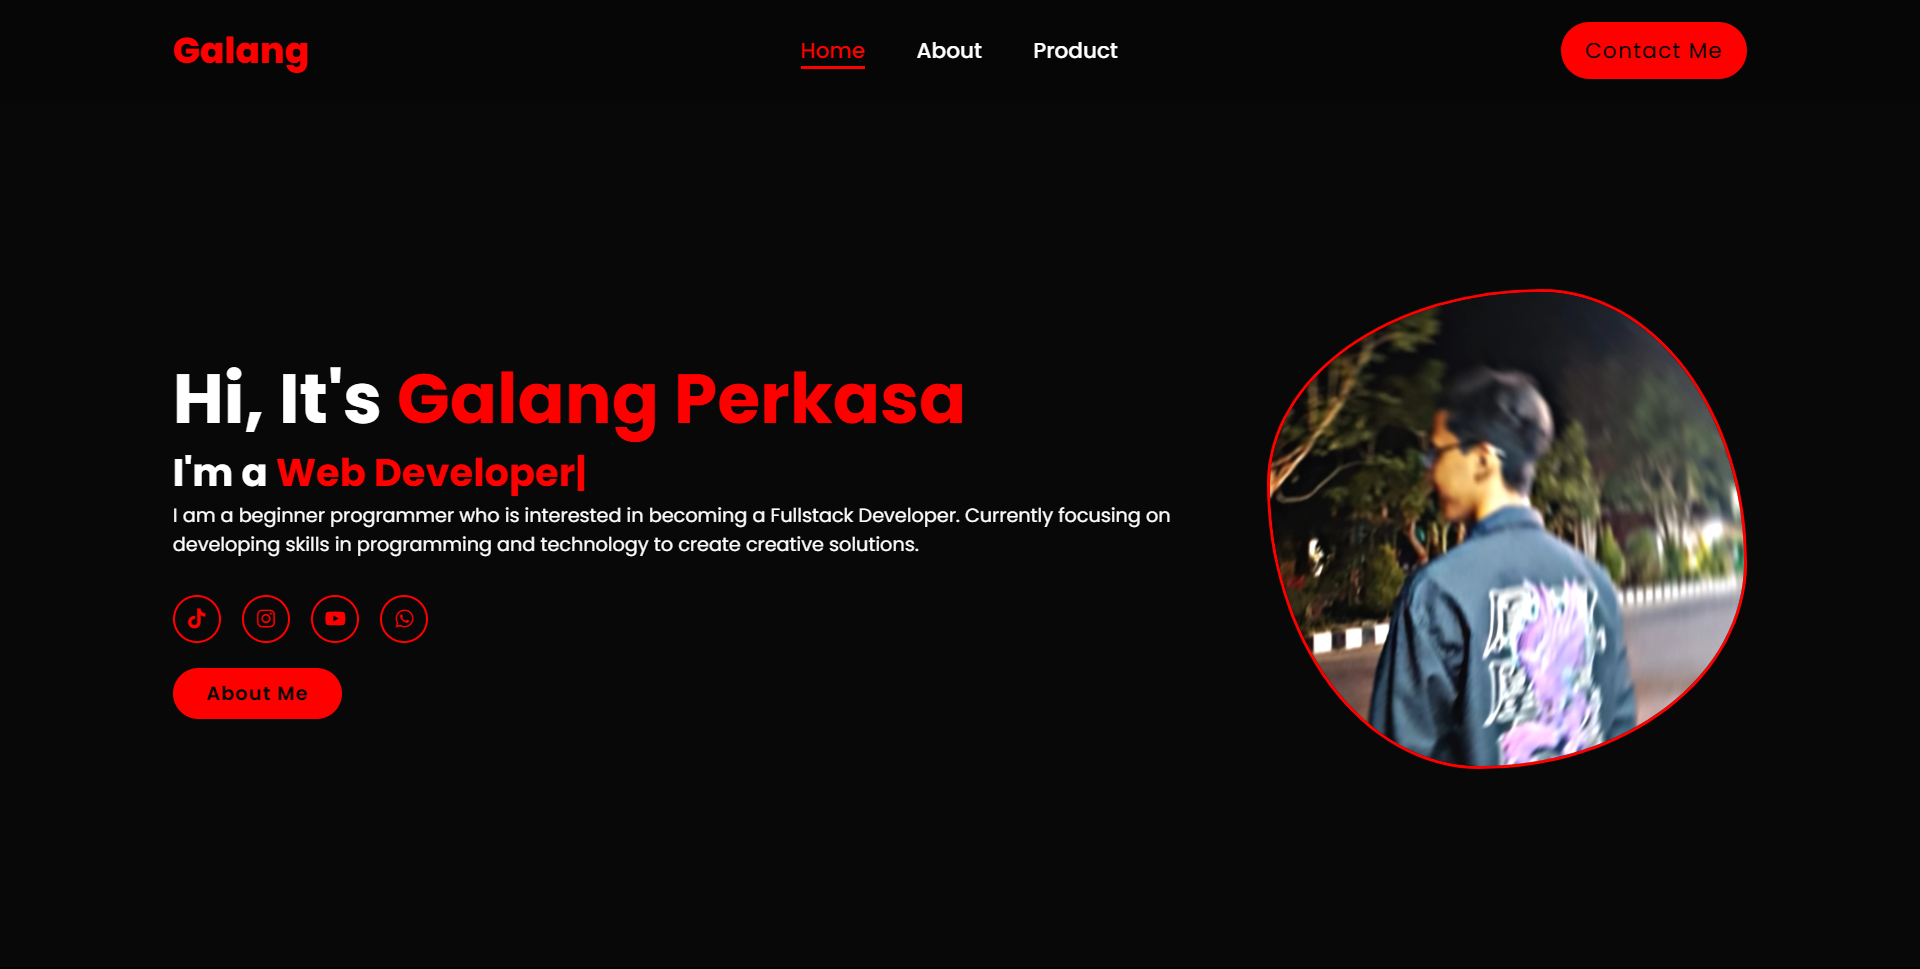 Galang
Home About Product
Contact Me
Hi, It's Galang Perkasa
I'm a Web Developer|
I am a beginner programmer who is interested in becoming a Fullstack Developer. Currently focusing on
developing skills in programming and technology to create creative solutions.
About Me